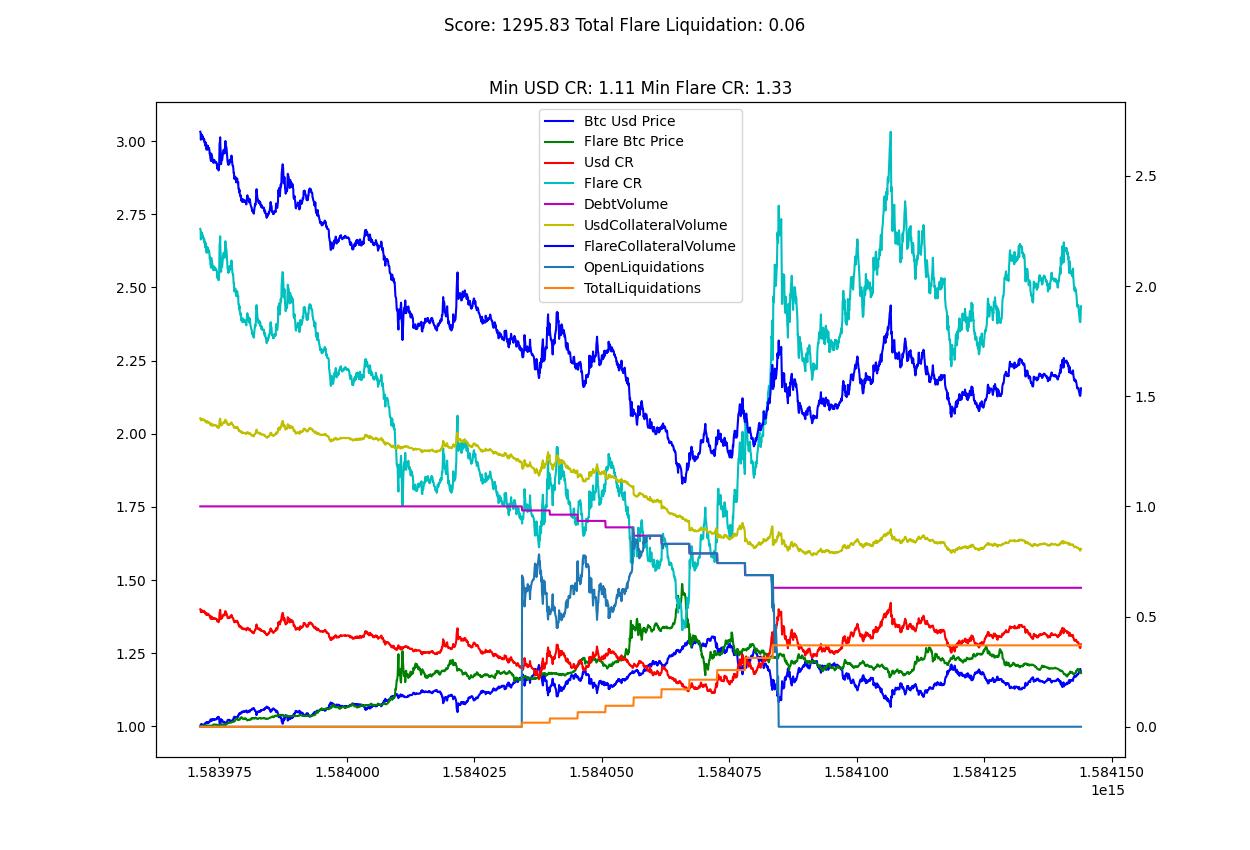 Score: 1295.83 Total Flare Liquidation: 0.06
Min USD CR: 1.11 Min Flare CR: 1.33
Btc Usd Price
Flare Btc Price
Usd CR
Flare CR
DebtVolume
UsdCollateralVolume
FlareCollateralVolume
OpenLiquidations
TotalLiquidations
3.00
2.75
2.50
2.25
2.00
1.75
1.50
1.25
1.00
2.5
2.0
1.5
1.0
0.5
0.0
1.583975 1.584000 1.584025 1.584050 1.584075 1.584100 1.584125 1.584150
1e15